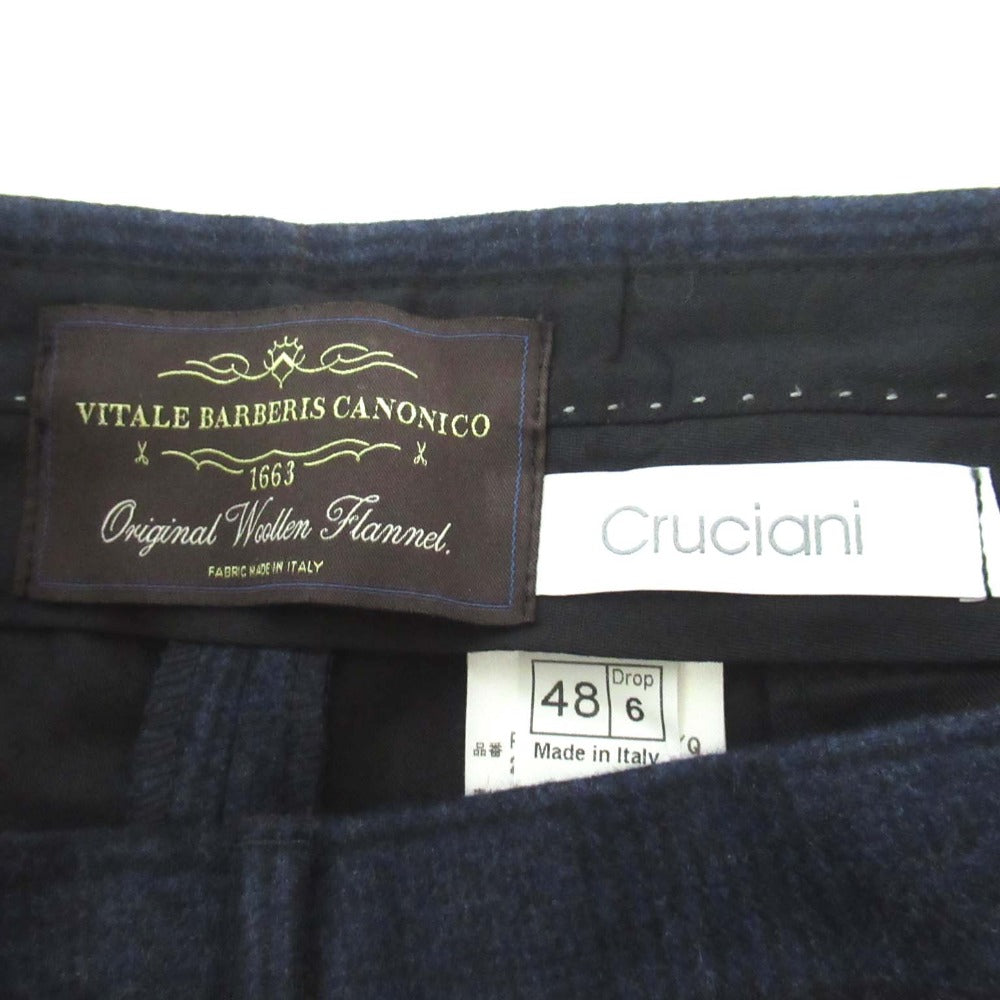 VITALE BARBERIS CANONICO
1663
Original Woollen Flannel.
FABRIC MADE IN ITALY
Cruciani
48
Drop
6
Made in Italy
品番